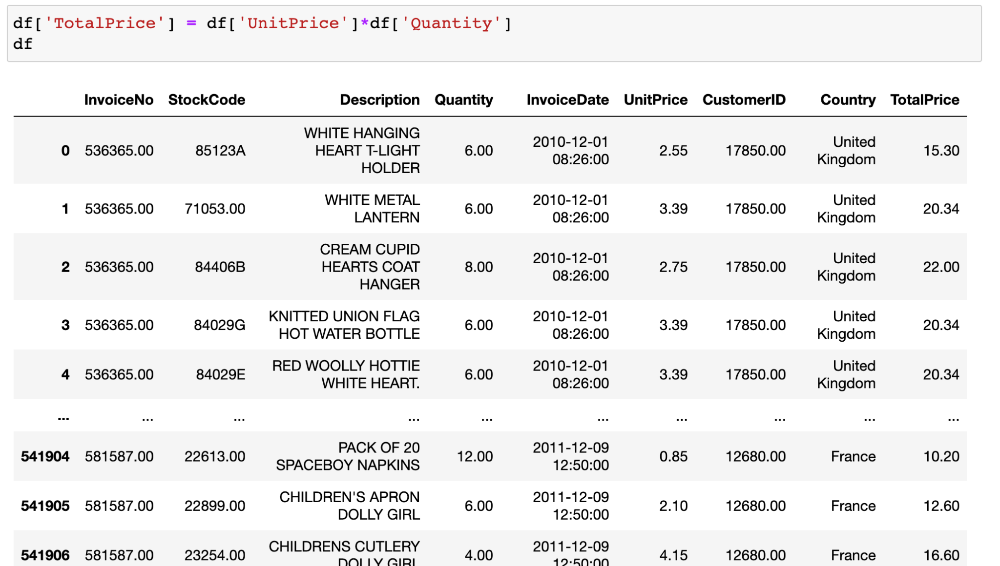 df['TotalPrice'] = df['UnitPrice']*df['Quantity']
df
InvoiceNo StockCode Description Quantity InvoiceDate UnitPrice CustomerID Country TotalPrice
0 536365.00 85123A WHITE HANGING HEART T-LIGHT HOLDER 6.00 2010-12-01 08:26:00 2.55 17850.00 United Kingdom 15.30
1 536365.00 71053.00 WHITE METAL LANTERN 6.00 2010-12-01 08:26:00 3.39 17850.00 United Kingdom 20.34
2 536365.00 84406B CREAM CUPID HEARTS COAT HANGER 8.00 2010-12-01 08:26:00 2.75 17850.00 United Kingdom 22.00
3 536365.00 84029G KNITTED UNION FLAG HOT WATER BOTTLE 6.00 2010-12-01 08:26:00 3.39 17850.00 United Kingdom 20.34
4 536365.00 84029E RED WOOLLY HOTTIE WHITE HEART. 6.00 2010-12-01 08:26:00 3.39 17850.00 United Kingdom 20.34
... ... ... ... ... ... ... ... ... ...
541904 581587.00 22613.00 PACK OF 20 SPACEBOY NAPKINS 12.00 2011-12-09 12:50:00 0.85 12680.00 France 10.20
541905 581587.00 22899.00 CHILDREN'S APRON DOLLY GIRL 6.00 2011-12-09 12:50:00 2.10 12680.00 France 12.60
541906 581587.00 23254.00 CHILDRENS CUTLERY DOLLY GIRL 4.00 2011-12-09 12:50:00 4.15 12680.00 France 16.60